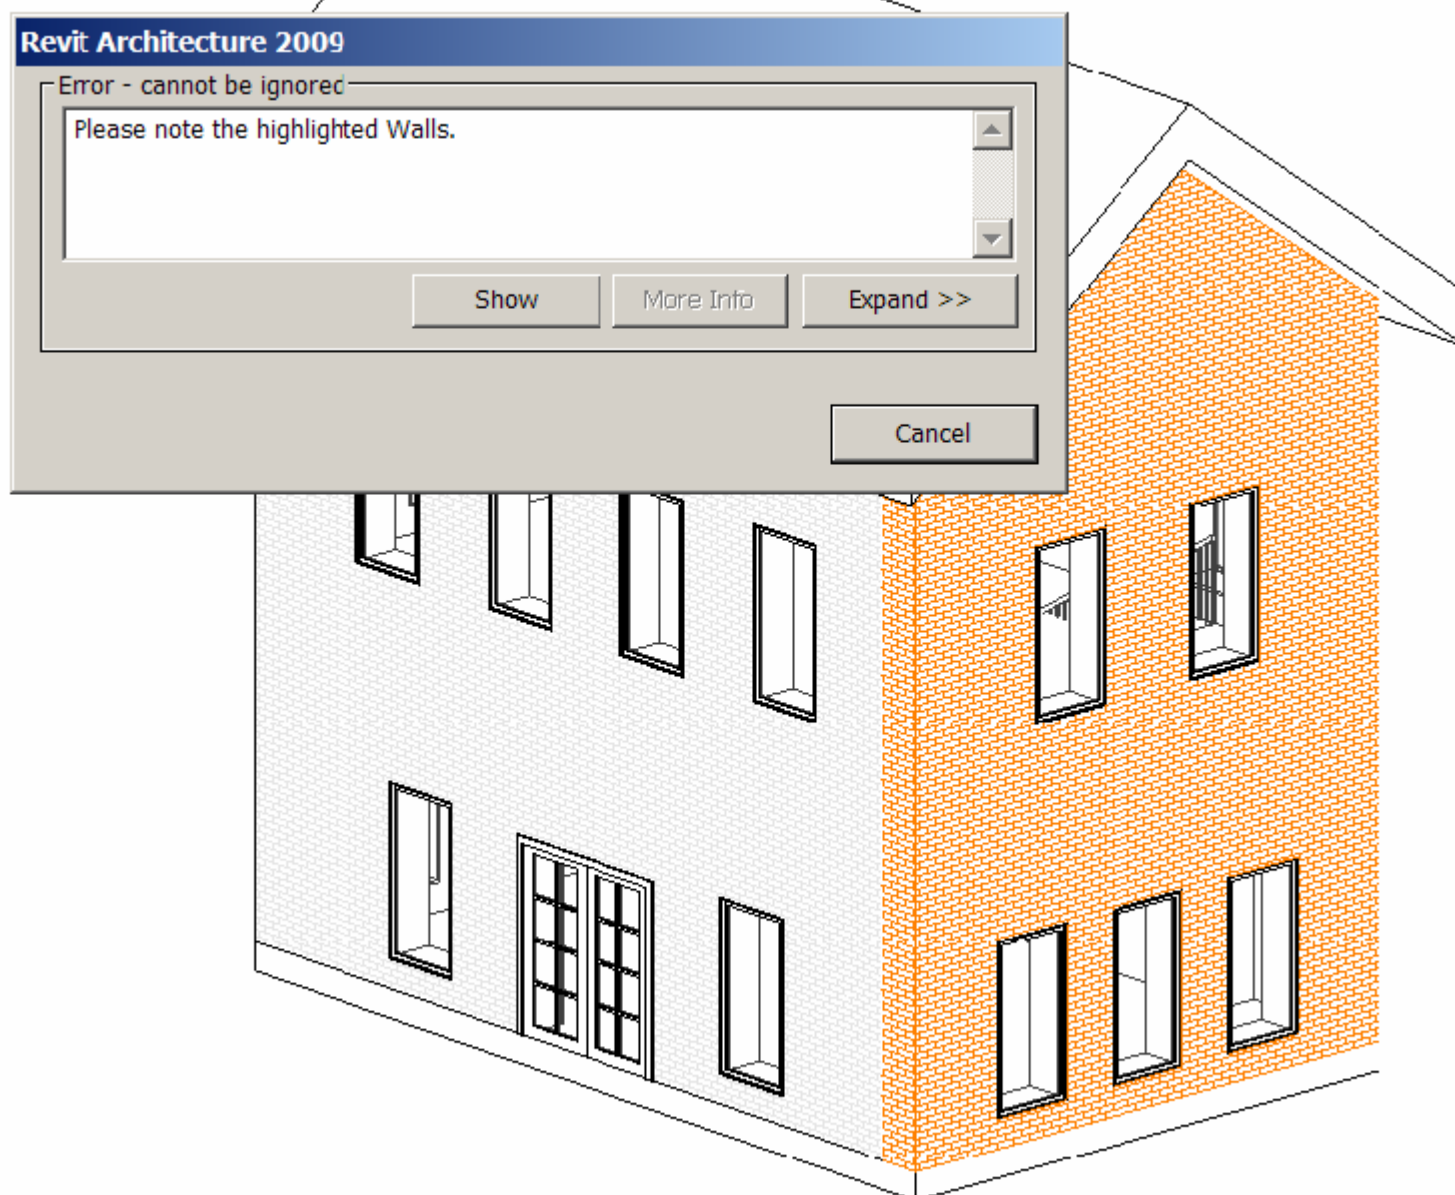 Revit Architecture 2009
Error - cannot be ignored
Please note the highlighted Walls.
Show
More Info
Expand >>
Cancel